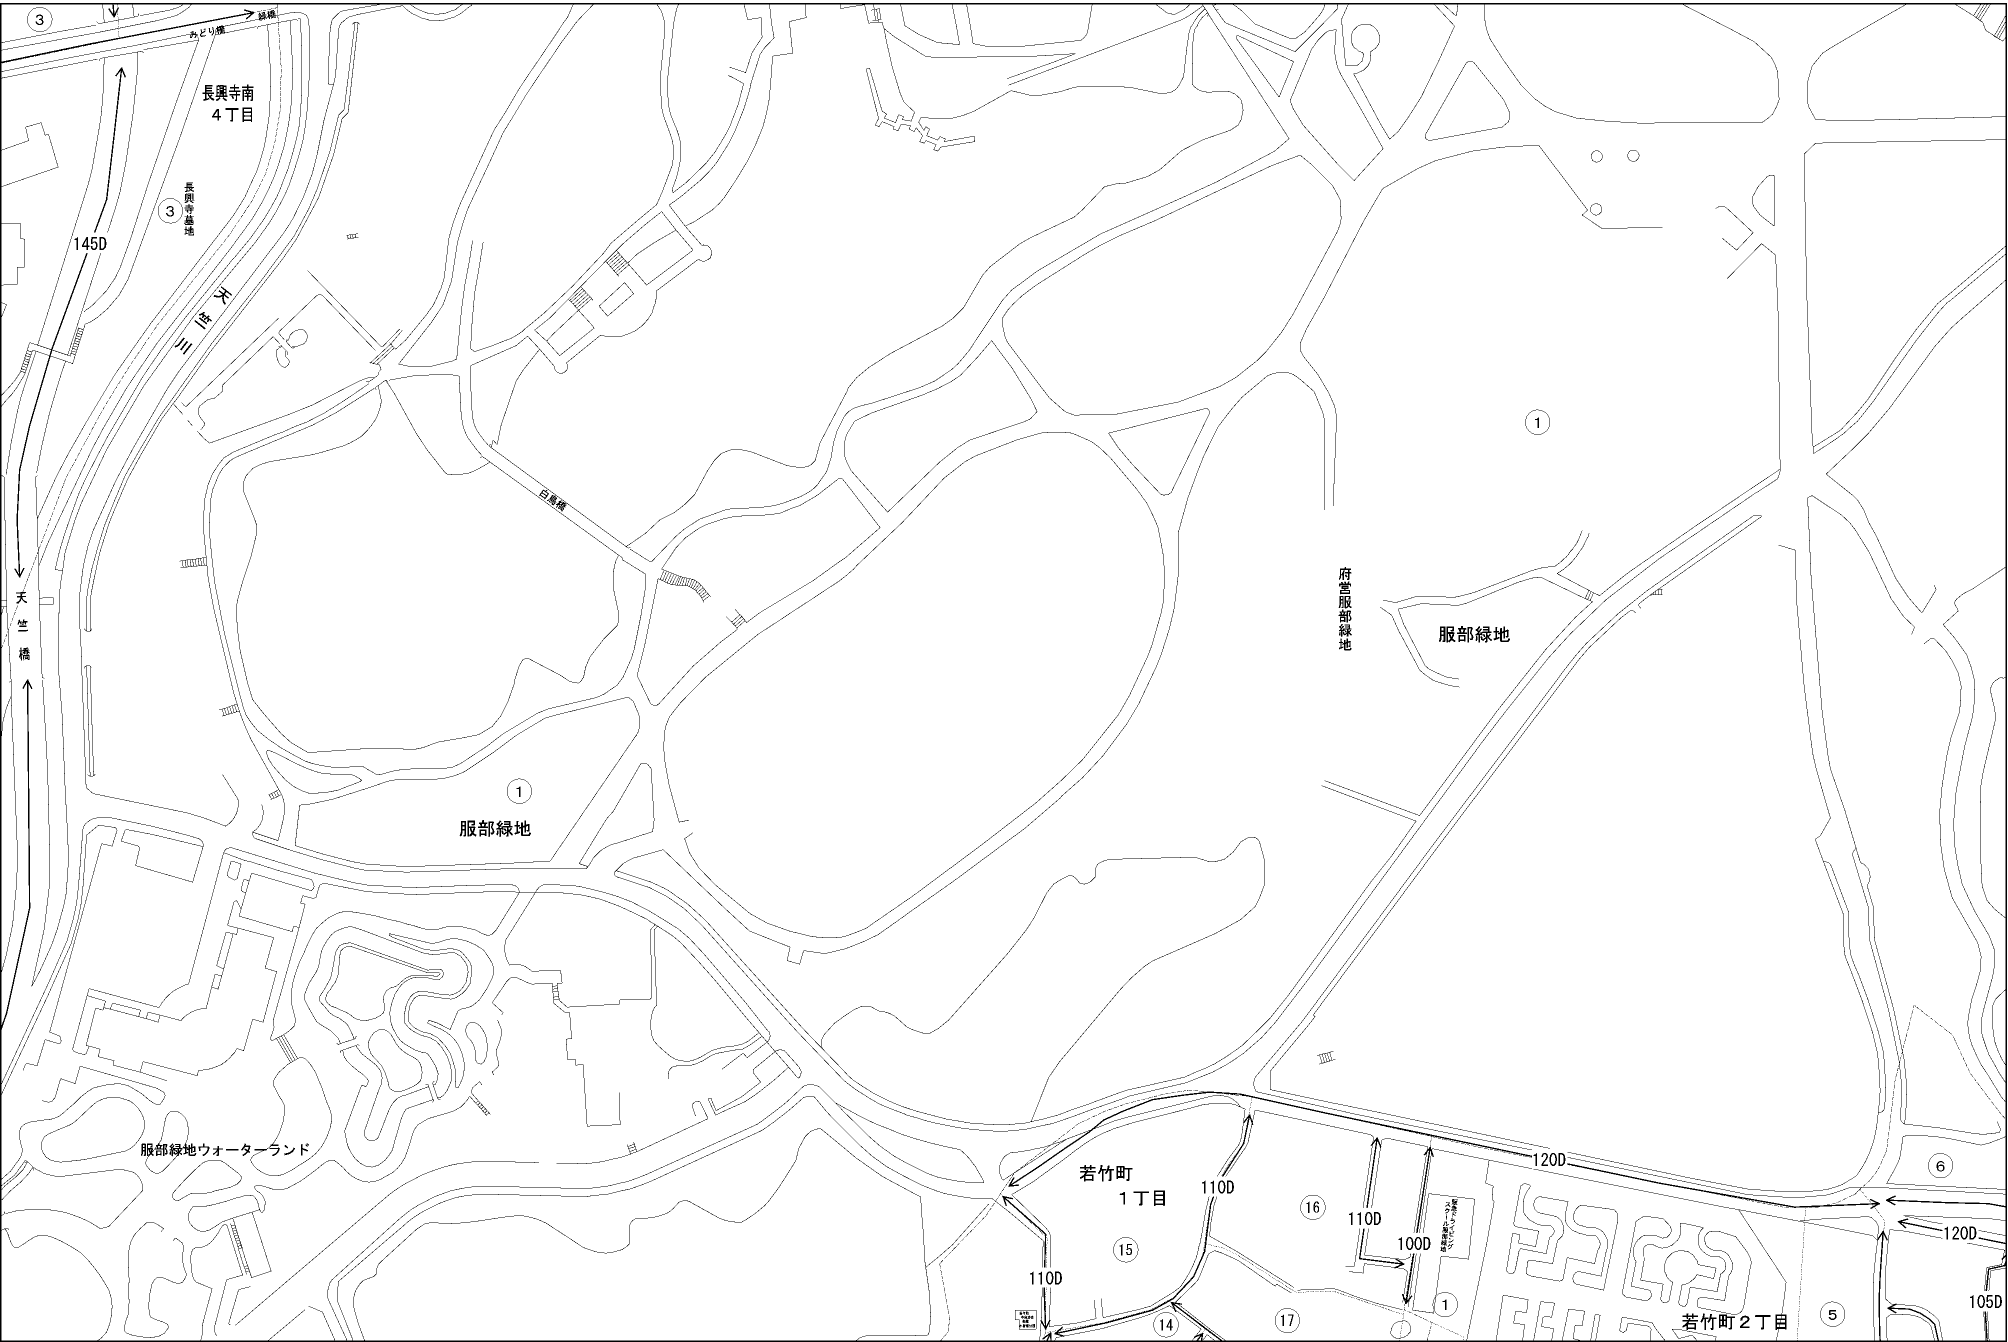 3
緑橋
みどり橋
長興寺南
4丁目
長興寺墓地
3
145D
天竺川
1
白鳥橋
天竺橋
府営服部緑地
服部緑地
1
服部緑地
服部緑地ウォーターランド
若竹町
1丁目
120D
6
110D
16
110D
100D
120D
15
110D
105D
1
14
17
若竹町2丁目
5